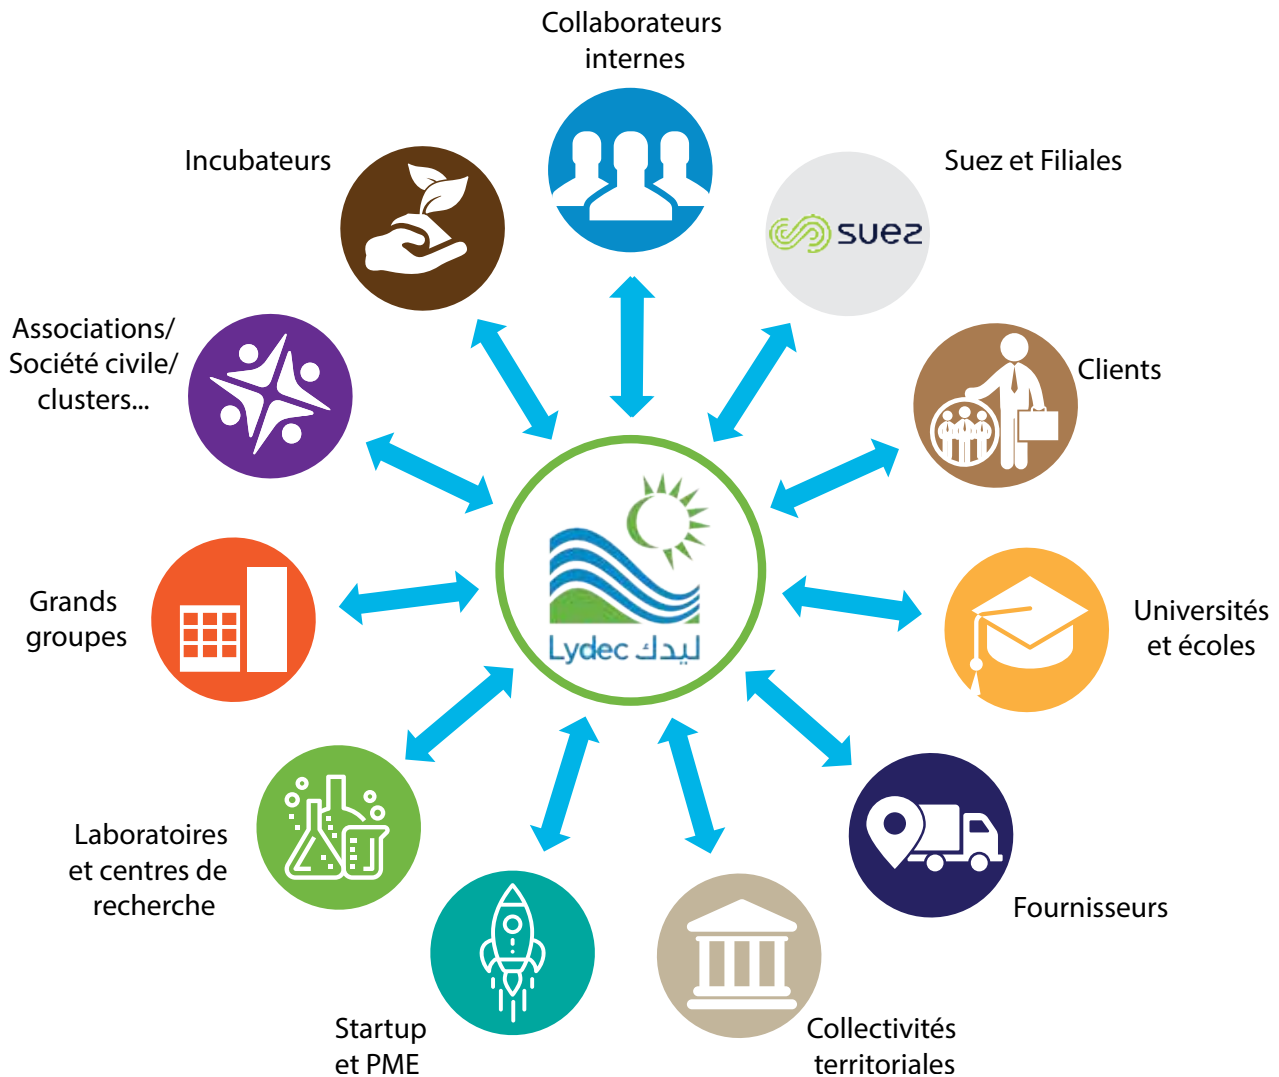 Collaborateurs
internes
Incubateurs
Suez et Filiales
suez
Associations/
Société civile/
clusters...
Clients
Grands
groupes
Lydec ليدك
Universités
et écoles
Laboratoires
et centres de
recherche
Fournisseurs
Startup
et PME
Collectivités
territoriales